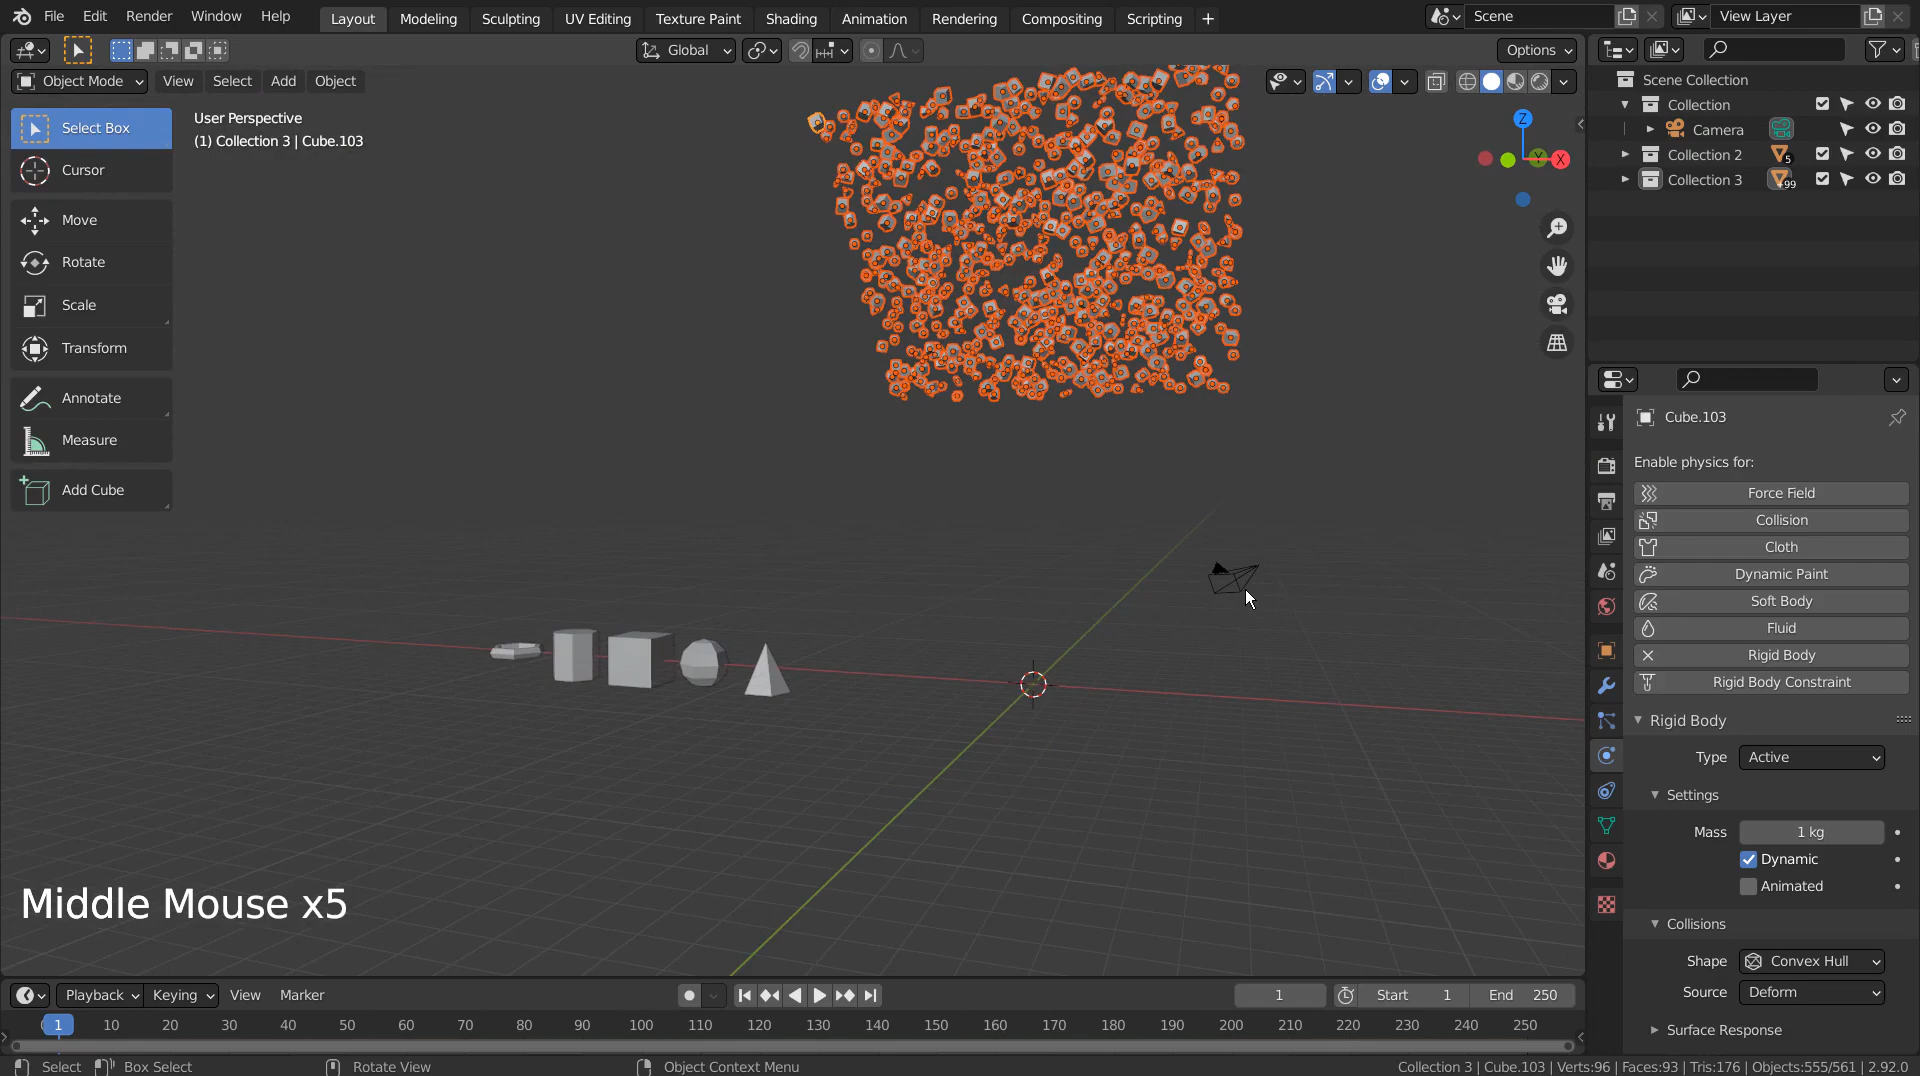 File Edit Render Window Help Layout Modeling Sculpting UV Editing Texture Paint Shading Animation Rendering Compositing Scripting + Scene View Layer
Global Options
Object Mode View Select Add Object
Scene Collection
Collection
Camera
Collection 2 5
Collection 3 +99
Select Box
Cursor
Move
Rotate
Scale
Transform
Annotate
Measure
Add Cube
User Perspective
(1) Collection 3 | Cube.103
Z
Y
X
Cube.103
Enable physics for:
Force Field
Collision
Cloth
Dynamic Paint
Soft Body
Fluid
Rigid Body
Rigid Body Constraint
Rigid Body
Type Active
Settings
Mass 1 kg
Dynamic
Animated
Collisions
Shape Convex Hull
Source Deform
Surface Response
Middle Mouse x5
Playback Keying View Marker 1 Start 1 End 250
1 10 20 30 40 50 60 70 80 90 100 110 120 130 140 150 160 170 180 190 200 210 220 230 240 250
Select Box Select Rotate View Object Context Menu Collection 3 | Cube.103 | Verts:96 | Faces:93 | Tris:176 | Objects:555/561 | 2.92.0